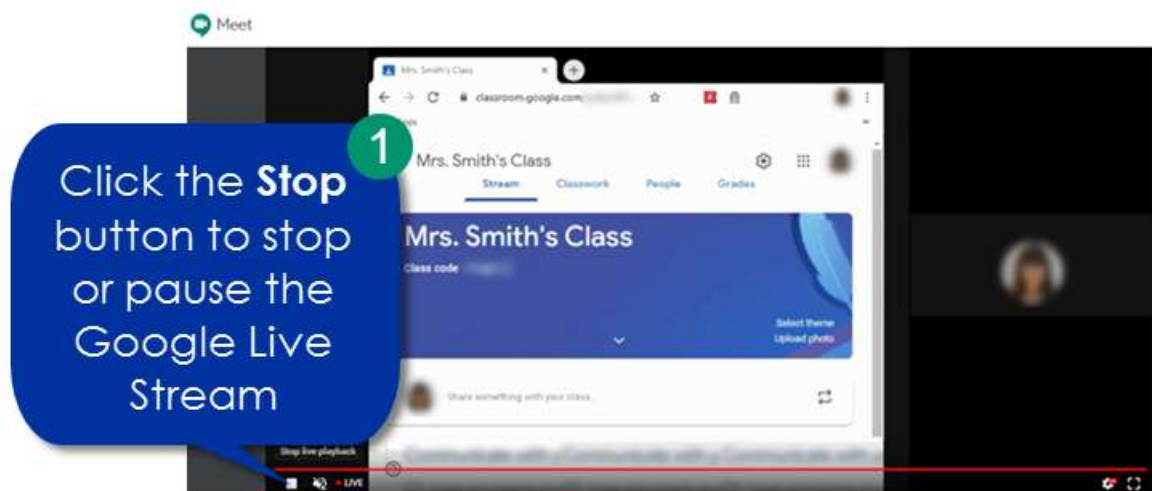 Meet
Mrs. Smith's Class
classroom.google.com
1
Mrs. Smith's Class
Stream Classwork People Grades
Click the Stop
button to stop
or pause the
Google Live
Stream
Mrs. Smith's Class
Class code
Select theme
Upload photo
Share something with your class...
Stop live playback
LIVE